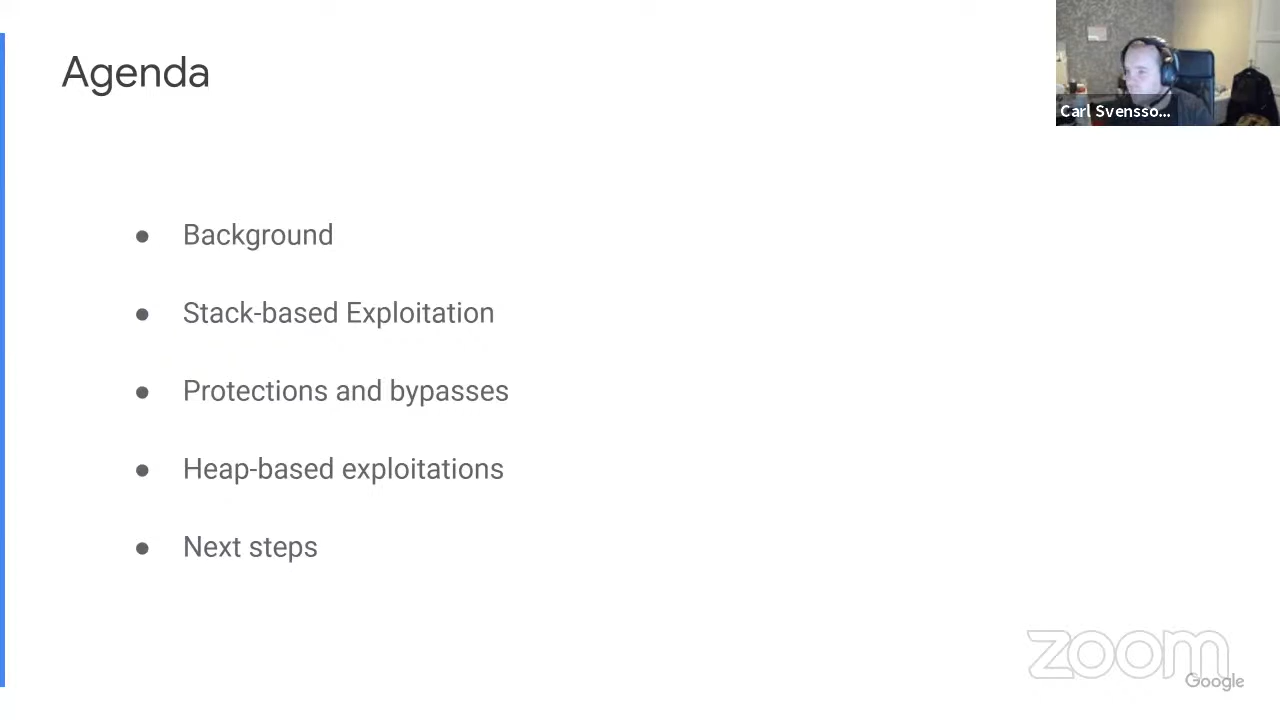 Agenda
Carl Svensso...
● Background
● Stack-based Exploitation
● Protections and bypasses
● Heap-based exploitations
● Next steps
zoom
Google